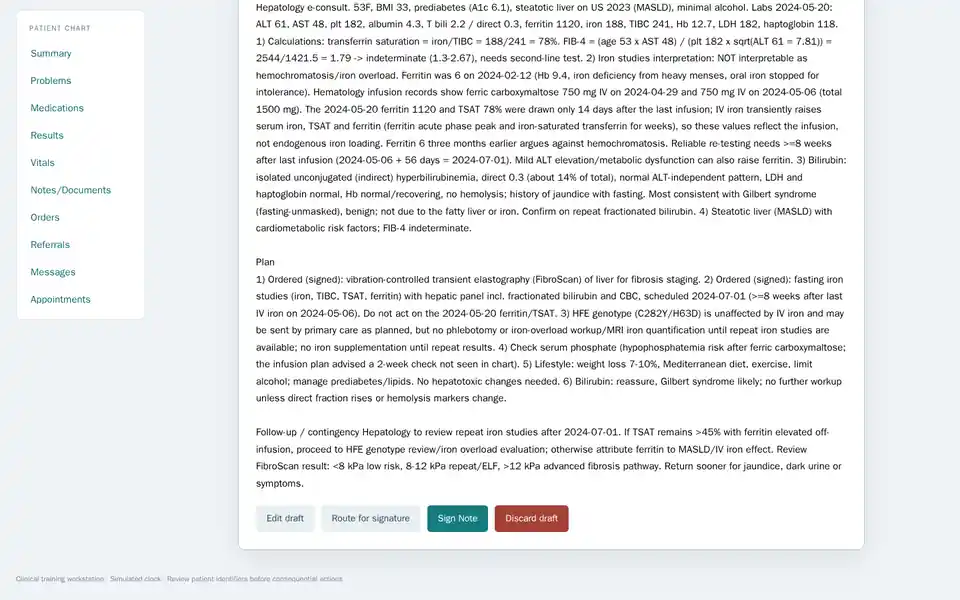 PATIENT CHART
Summary
Problems
Medications
Results
Vitals
Notes/Documents
Orders
Referrals
Messages
Appointments
Hepatology e-consult. 53F, BMI 33, prediabetes (A1c 6.1), steatotic liver on US 2023 (MASLD), minimal alcohol. Labs 2024-05-20:
ALT 61, AST 48, plt 182, albumin 4.3, T bili 2.2 / direct 0.3, ferritin 1120, iron 188, TIBC 241, Hb 12.7, LDH 182, haptoglobin 118.
1) Calculations: transferrin saturation = iron/TIBC = 188/241 = 78%. FIB-4 = (age 53 x AST 48) / (plt 182 x sqrt(ALT 61 = 7.81)) =
2544/1421.5 = 1.79 -> indeterminate (1.3-2.67), needs second-line test. 2) Iron studies interpretation: NOT interpretable as
hemochromatosis/iron overload. Ferritin was 6 on 2024-02-12 (Hb 9.4, iron deficiency from heavy menses, oral iron stopped for
intolerance). Hematology infusion records show ferric carboxymaltose 750 mg IV on 2024-04-29 and 750 mg IV on 2024-05-06 (total
1500 mg). The 2024-05-20 ferritin 1120 and TSAT 78% were drawn only 14 days after the last infusion; IV iron transiently raises
serum iron, TSAT and ferritin (ferritin acute phase peak and iron-saturated transferrin for weeks), so these values reflect the infusion,
not endogenous iron loading. Ferritin 6 three months earlier argues against hemochromatosis. Reliable re-testing needs >=8 weeks
after last infusion (2024-05-06 + 56 days = 2024-07-01). Mild ALT elevation/metabolic dysfunction can also raise ferritin. 3) Bilirubin:
isolated unconjugated (indirect) hyperbilirubinemia, direct 0.3 (about 14% of total), normal ALT-independent pattern, LDH and
haptoglobin normal, Hb normal/recovering, no hemolysis; history of jaundice with fasting. Most consistent with Gilbert syndrome
(fasting-unmasked), benign; not due to the fatty liver or iron. Confirm on repeat fractionated bilirubin. 4) Steatotic liver (MASLD) with
cardiometabolic risk factors; FIB-4 indeterminate.
Plan
1) Ordered (signed): vibration-controlled transient elastography (FibroScan) of liver for fibrosis staging. 2) Ordered (signed): fasting iron
studies (iron, TIBC, TSAT, ferritin) with hepatic panel incl. fractionated bilirubin and CBC, scheduled 2024-07-01 (>=8 weeks after last
IV iron on 2024-05-06). Do not act on the 2024-05-20 ferritin/TSAT. 3) HFE genotype (C282Y/H63D) is unaffected by IV iron and may
be sent by primary care as planned, but no phlebotomy or iron-overload workup/MRI iron quantification until repeat iron studies are
available; no iron supplementation until repeat results. 4) Check serum phosphate (hypophosphatemia risk after ferric carboxymaltose;
the infusion plan advised a 2-week check not seen in chart). 5) Lifestyle: weight loss 7-10%, Mediterranean diet, exercise, limit
alcohol; manage prediabetes/lipids. No hepatotoxic changes needed. 6) Bilirubin: reassure, Gilbert syndrome likely; no further workup
unless direct fraction rises or hemolysis markers change.
Follow-up / contingency Hepatology to review repeat iron studies after 2024-07-01. If TSAT remains >45% with ferritin elevated off-
infusion, proceed to HFE genotype review/iron overload evaluation; otherwise attribute ferritin to MASLD/IV iron effect. Review
FibroScan result: <8 kPa low risk, 8-12 kPa repeat/ELF, >12 kPa advanced fibrosis pathway. Return sooner for jaundice, dark urine or
symptoms.
Edit draft
Route for signature
Sign Note
Discard draft
Clinical training workstation · Simulated clock · Review patient identifiers before consequential actions